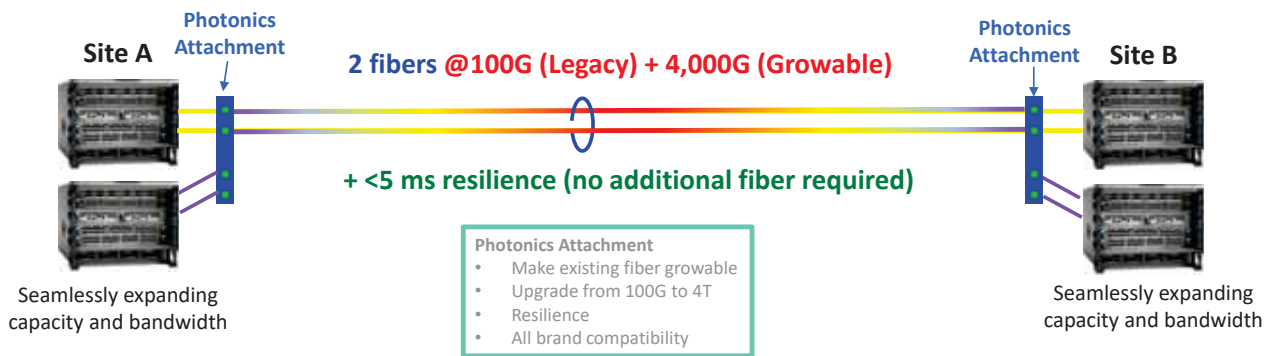 Photonics
Attachment
Site A
2 fibers @100G (Legacy) + 4,000G (Growable)
Photonics
Attachment
Site B
+ <5 ms resilience (no additional fiber required)
Photonics Attachment
• Make existing fiber growable
• Upgrade from 100G to 4T
• Resilience
• All brand compatibility
Seamlessly expanding
capacity and bandwidth
Seamlessly expanding
capacity and bandwidth